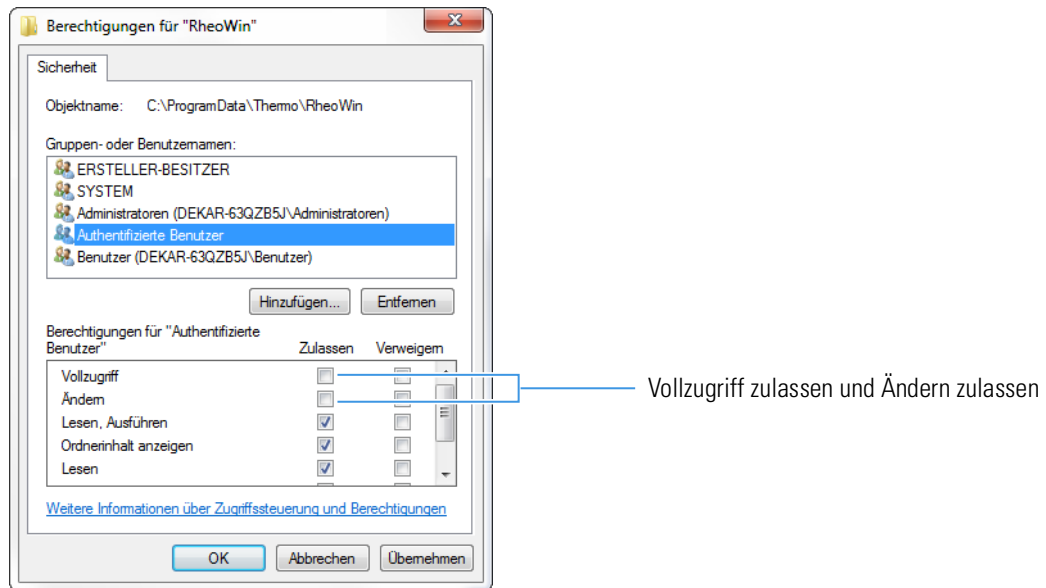 Berechtigungen für "RheoWin"
Sicherheit
Objektname: C:\ProgramData\Thermo\RheoWin
Gruppen- oder Benutzernamen:
ERSTELLER-BESITZER
SYSTEM
Administratoren (DEKAR-63QZB5J\Administratoren)
Authentifizierte Benutzer
Benutzer (DEKAR-63QZB5J\Benutzer)
Hinzufügen... Entfernen
Berechtigungen für "Authentifizierte
Benutzer" Zulassen Verweigern
Vollzugriff
Ändern
Vollzugriff zulassen und Ändern zulassen
Lesen, Ausführen
Ordnerinhalt anzeigen
Lesen
Weitere Informationen über Zugriffssteuerung und Berechtigungen
OK Abbrechen Übernehmen